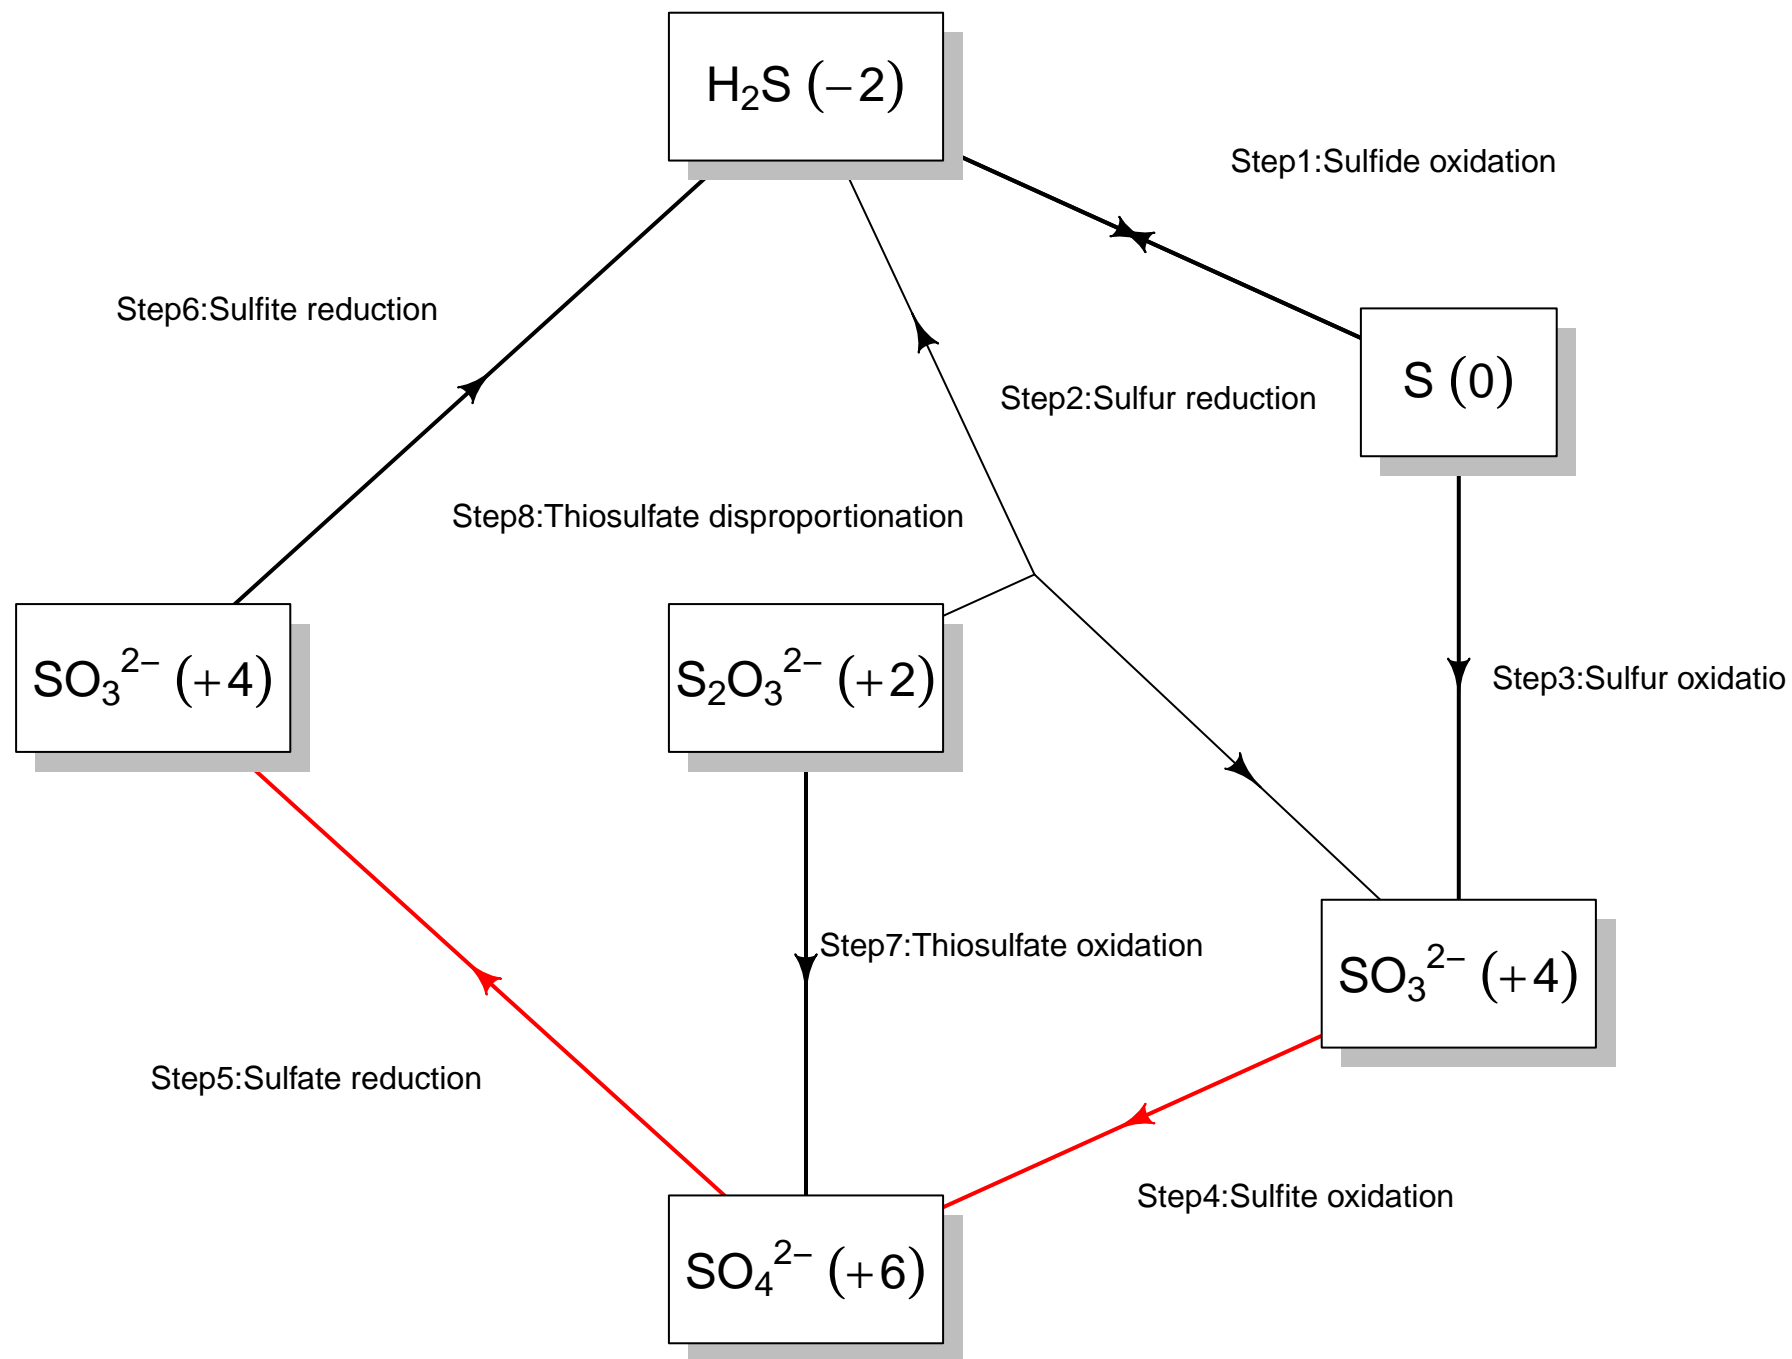 H₂S (−2)
Step1:Sulfide oxidation
Step6:Sulfite reduction
S (0)
Step2:Sulfur reduction
Step8:Thiosulfate disproportionation
SO₃²⁻ (+4)
S₂O₃²⁻ (+2)
Step3:Sulfur oxidatio
Step7:Thiosulfate oxidation
SO₃²⁻ (+4)
Step5:Sulfate reduction
Step4:Sulfite oxidation
SO₄²⁻ (+6)